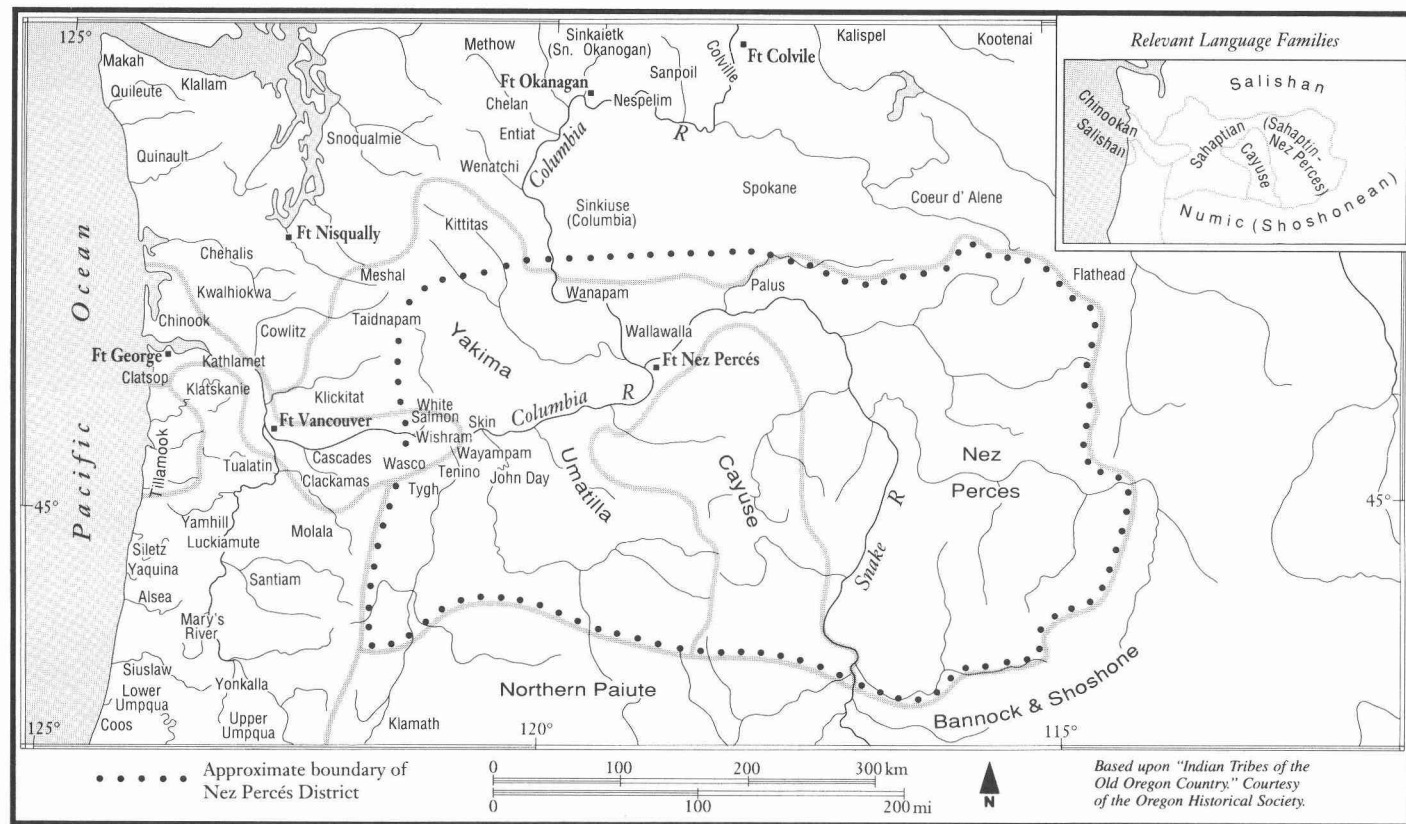 125°
Makah
Klallam
Quileute
Quinault
Snoqualmie
Methow
Sinkaietk
(Sn. Okanogan)
Ft Okanagan
Chelan
Entiat
Wenatchi
Columbia
R
Sanpoil
Nespelim
Colville
Ft Colvile
Kalispel
Kootenai
Spokane
Coeur d' Alene
Sinkiuse
(Columbia)
Relevant Language Families
Salishan
Chinookan
Salishan
Sahaptian
Cayuse
(Sahaptin-
Nez Perces)
Numic (Shoshonean)
Pacific Ocean
Ft Nisqually
Kittitas
Chehalis
Meshal
Kwalhiokwa
Chinook
Cowlitz
Taidnapam
Yakima
Wanapam
Palus
Flathead
Wallawalla
Ft Nez Percés
Ft George
Kathlamet
Clatsop
Klatskanie
Klickitat
Ft Vancouver
White
Salmon
Skin
Columbia
R
Wishram
Wayampam
Cascades
Wasco
Tenino
John Day
Tillamook
Tualatin
Clackamas
Tygh
Umatilla
Cayuse
Snake
R
Nez
Perces
45°
45°
Yamhill
Luckiamute
Molala
Siletz
Yaquina
Alsea
Santiam
Mary's
River
Siuslaw
Lower
Umpqua
Coos
Yonkalla
Upper
Umpqua
Klamath
Northern Paiute
Bannock & Shoshone
125°
120°
115°
Approximate boundary of
Nez Percés District
0 100 200 300 km
0 100 200 mi
N
Based upon "Indian Tribes of the
Old Oregon Country." Courtesy
of the Oregon Historical Society.